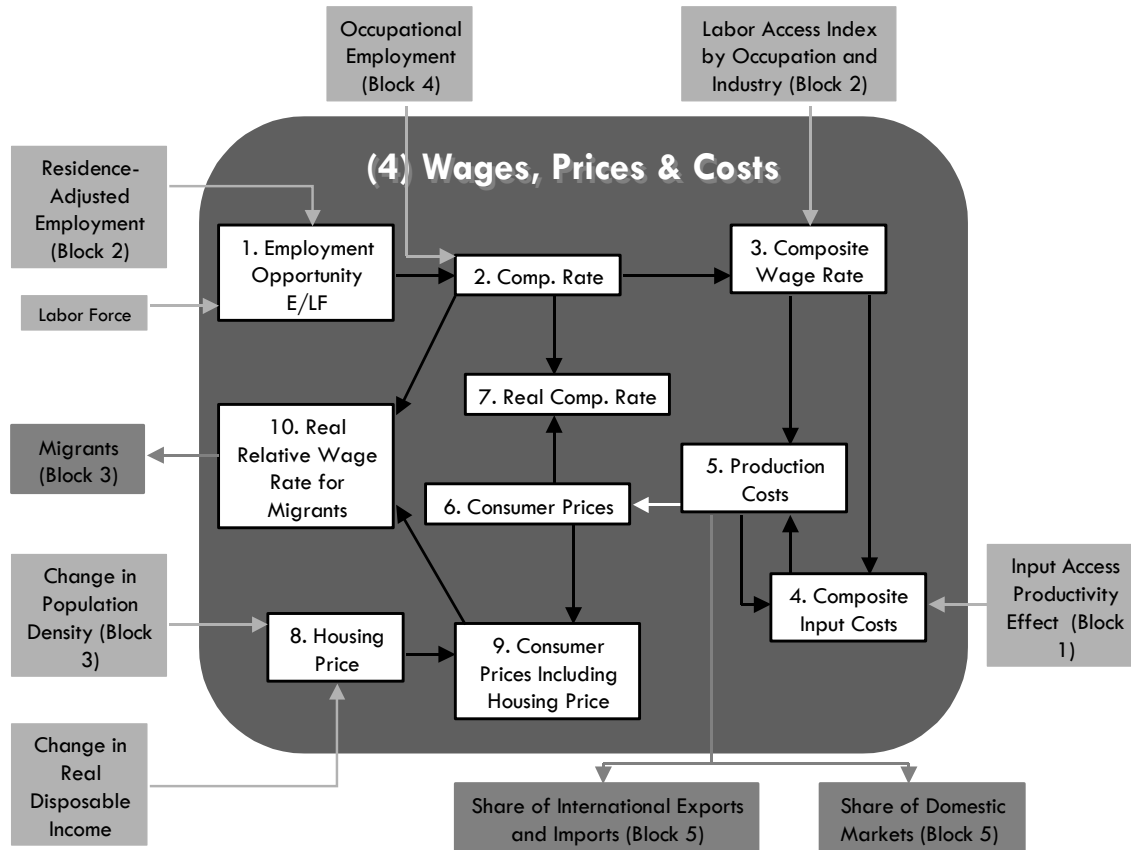 Occupational
Employment
(Block 4)
Labor Access Index
by Occupation and
Industry (Block 2)
Residence-
Adjusted
Employment
(Block 2)
(4) Wages, Prices & Costs
1. Employment
Opportunity
E/LF
2. Comp. Rate
3. Composite
Wage Rate
Labor Force
7. Real Comp. Rate
10. Real
Relative Wage
Rate for
Migrants
Migrants
(Block 3)
5. Production
Costs
6. Consumer Prices
Change in
Population
Density (Block
3)
8. Housing
Price
9. Consumer
Prices Including
Housing Price
4. Composite
Input Costs
Input Access
Productivity
Effect (Block
1)
Change in
Real
Disposable
Income
Share of International Exports
and Imports (Block 5)
Share of Domestic
Markets (Block 5)